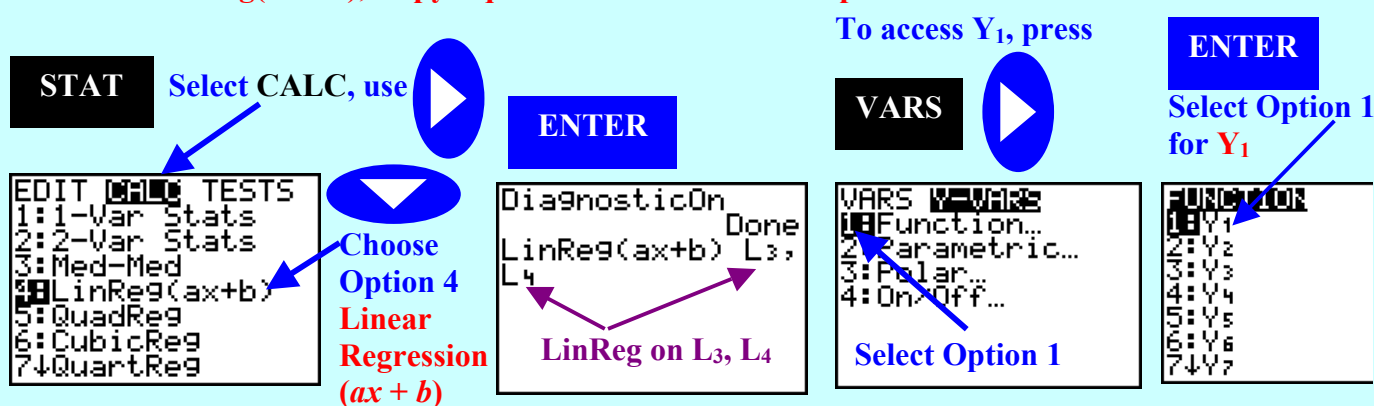 To access Y₁, press
STAT
Select CALC, use
ENTER
VARS
ENTER
Select Option 1
for Y₁
EDIT CALC TESTS
1:1-Var Stats
2:2-Var Stats
3:Med-Med
4:LinReg(ax+b)
5:QuadReg
6:CubicReg
7↓QuartReg
Choose
Option 4
Linear
Regression
(ax + b)
DiagnosticOn
Done
LinReg(ax+b) L₃,
L₄
LinReg on L₃, L₄
VARS Y-VARS
1:Function…
2:Parametric…
3:Polar…
4:On/Off…
Select Option 1
FUNCTION
1:Y₁
2:Y₂
3:Y₃
4:Y₄
5:Y₅
6:Y₆
7↓Y₇